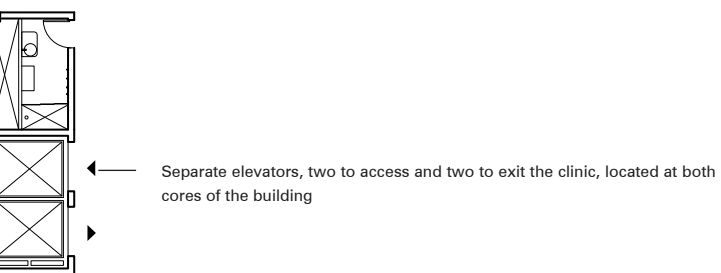 Separate elevators, two to access and two to exit the clinic, located at both
cores of the building